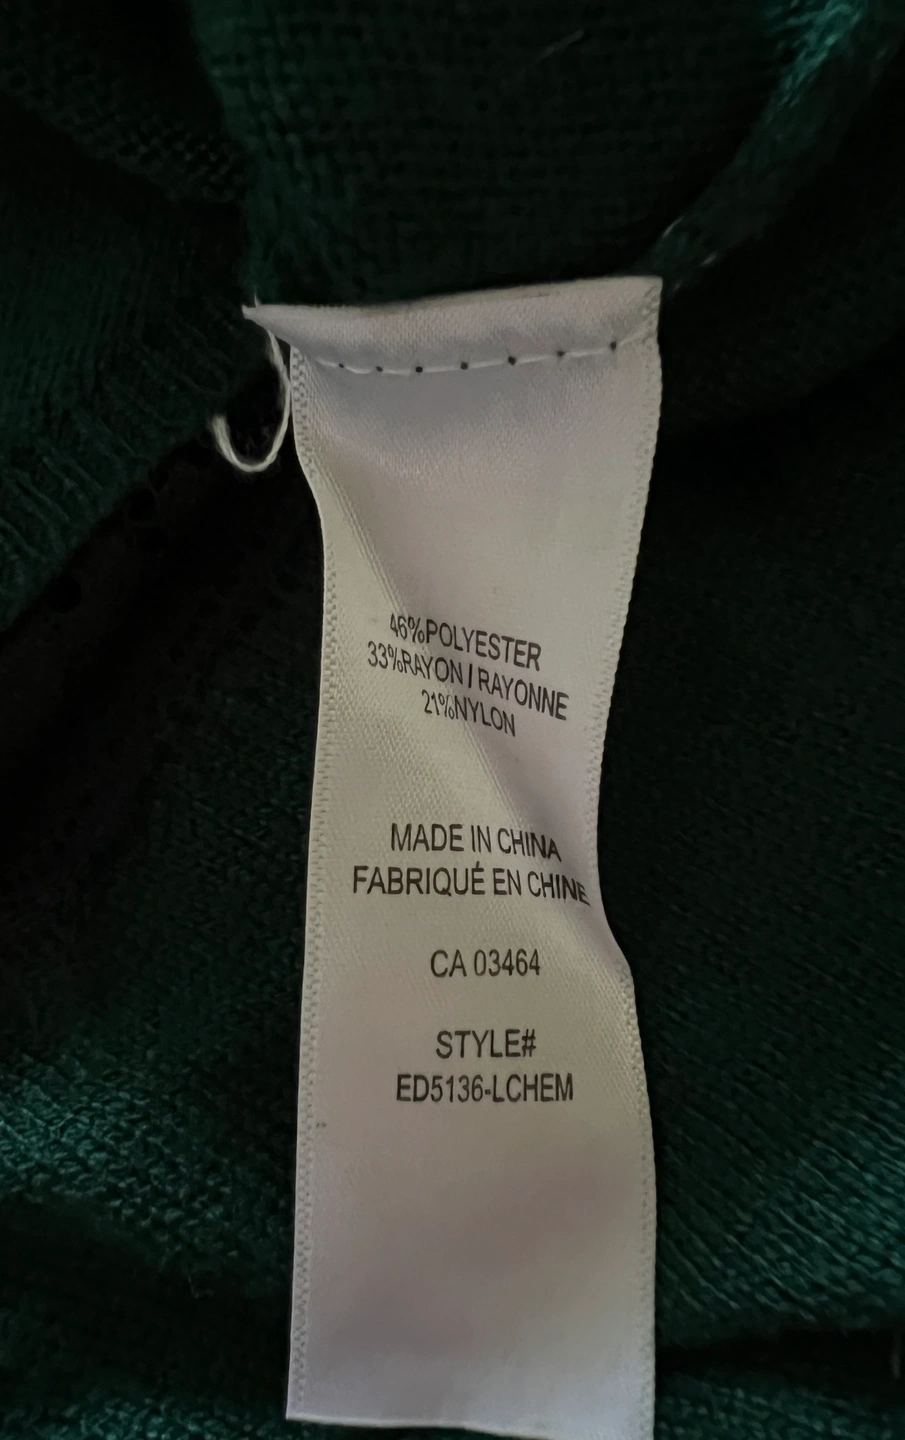 46%POLYESTER
33%RAYON/RAYONNE
21%NYLON
MADE IN CHINA
FABRIQUÉ EN CHINE
CA 03464
STYLE#
ED5136-LCHEM